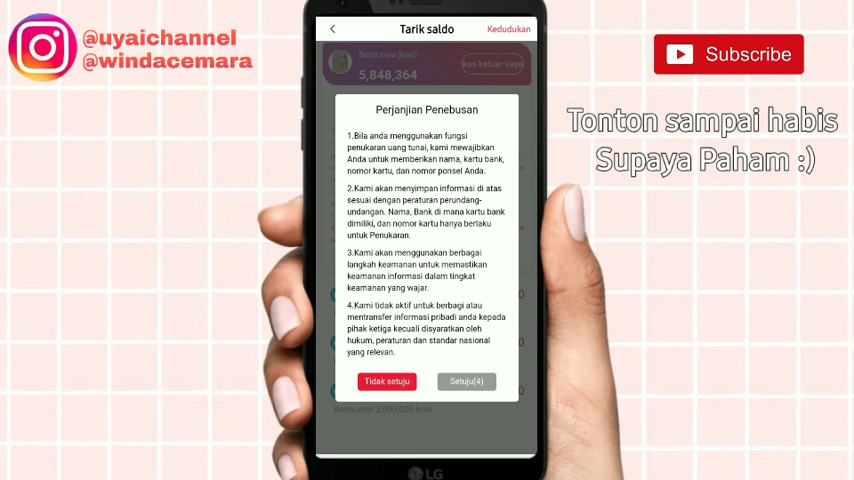 @uyaichannel
@windacemara
Subscribe
Tonton sampai habis
Supaya Paham :)
Tarik saldo
Kedudukan
Saldo saya (koin)
5,848,364
kas keluar saya
Perjanjian Penebusan
1.Bila anda menggunakan fungsi
penukaran uang tunai, kami mewajibkan
Anda untuk memberikan nama, kartu bank,
nomor kartu, dan nomor ponsel Anda.
2.Kami akan menyimpan informasi di atas
sesuai dengan peraturan perundang-
undangan. Nama, Bank di mana kartu bank
dimiliki, dan nomor kartu hanya berlaku
untuk Penukaran.
3.Kami akan menggunakan berbagai
langkah keamanan untuk memastikan
keamanan informasi dalam tingkat
keamanan yang wajar.
4.Kami tidak aktif untuk berbagi atau
mentransfer informasi pribadi anda kepada
pihak ketiga kecuali disyaratkan oleh
hukum, peraturan dan standar nasional
yang relevan.
Tidak setuju
Setuju(4)
Konsumsi 2,000,000 koin
LG